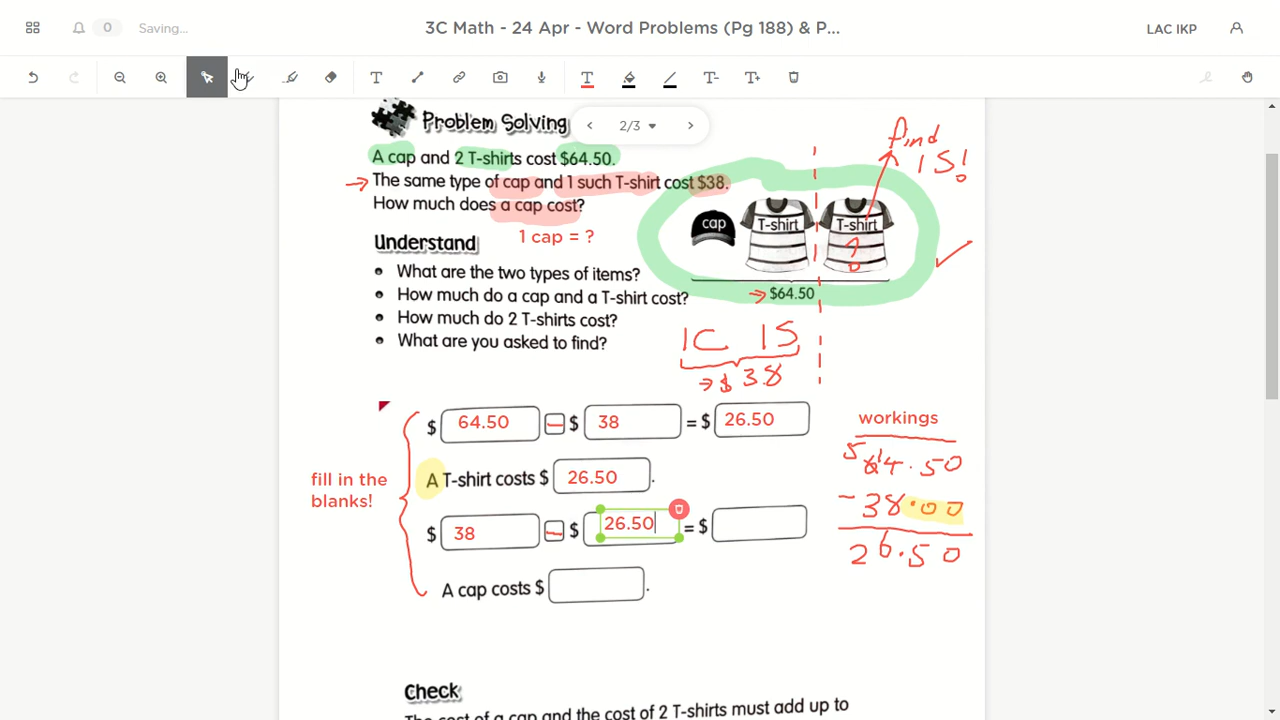 0
Saving...
3C Math - 24 Apr - Word Problems (Pg 188) & P...
LAC IKP
T
T
T-
T+
Problem Solving
2/3
find
1S!
A cap and 2 T-shirts cost $64.50.
The same type of cap and 1 such T-shirt cost $38.
How much does a cap cost?
1 cap = ?
cap
T-shirt
T-shirt
?
$64.50
Understand
• What are the two types of items?
• How much do a cap and a T-shirt cost?
• How much do 2 T-shirts cost?
• What are you asked to find?
1C 1S
→ $ 38
$ 64.50 - $ 38 = $ 26.50
A T-shirt costs $ 26.50.
$ 38 - $ 26.50 = $
A cap costs $ .
fill in the
blanks!
workings
5 6 14.50
- 38.00
26.50
Check
The cost of a cap and the cost of 2 T-shirts must add up to